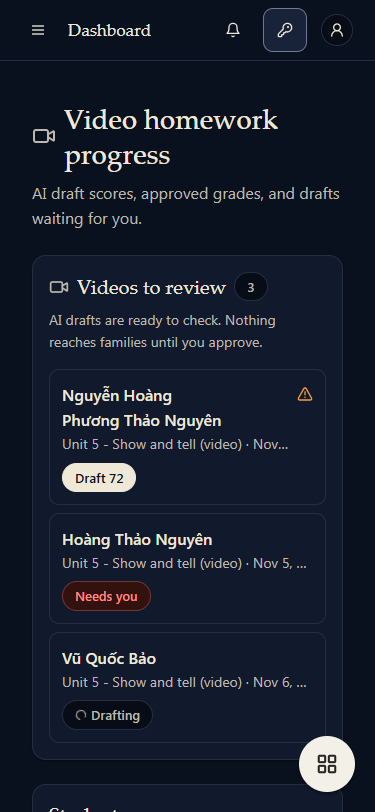 Dashboard
Video homework
progress
AI draft scores, approved grades, and drafts
waiting for you.
Videos to review 3
AI drafts are ready to check. Nothing
reaches families until you approve.
Nguyễn Hoàng
Phương Thảo Nguyên
Unit 5 - Show and tell (video) · Nov...
Draft 72
Hoàng Thảo Nguyên
Unit 5 - Show and tell (video) · Nov 5, ...
Needs you
Vũ Quốc Bảo
Unit 5 - Show and tell (video) · Nov 6, ...
Drafting